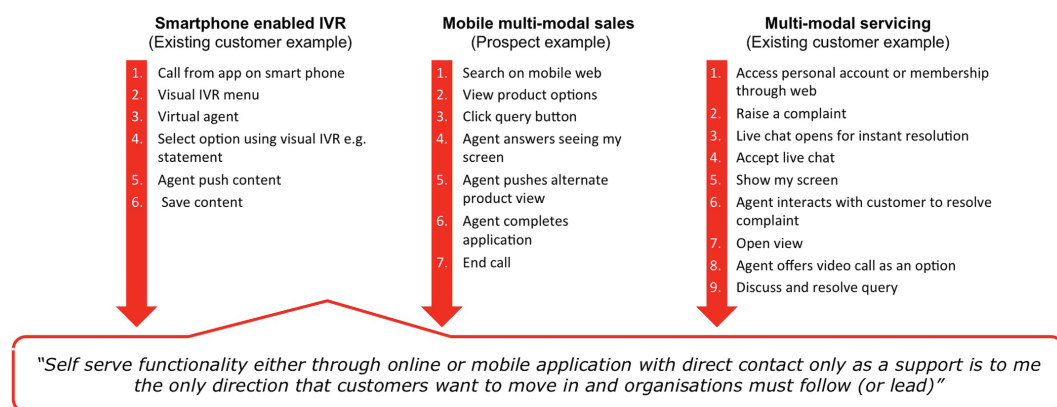 Smartphone enabled IVR
(Existing customer example)
1. Call from app on smart phone
2. Visual IVR menu
3. Virtual agent
4. Select option using visual IVR e.g.
statement
5. Agent push content
6. Save content
Mobile multi-modal sales
(Prospect example)
1. Search on mobile web
2. View product options
3. Click query button
4. Agent answers seeing my
screen
5. Agent pushes alternate
product view
6. Agent completes
application
7. End call
Multi-modal servicing
(Existing customer example)
1. Access personal account or membership
through web
2. Raise a complaint
3. Live chat opens for instant resolution
4. Accept live chat
5. Show my screen
6. Agent interacts with customer to resolve
complaint
7. Open view
8. Agent offers video call as an option
9. Discuss and resolve query
“Self serve functionality either through online or mobile application with direct contact only as a support is to me
the only direction that customers want to move in and organisations must follow (or lead)”